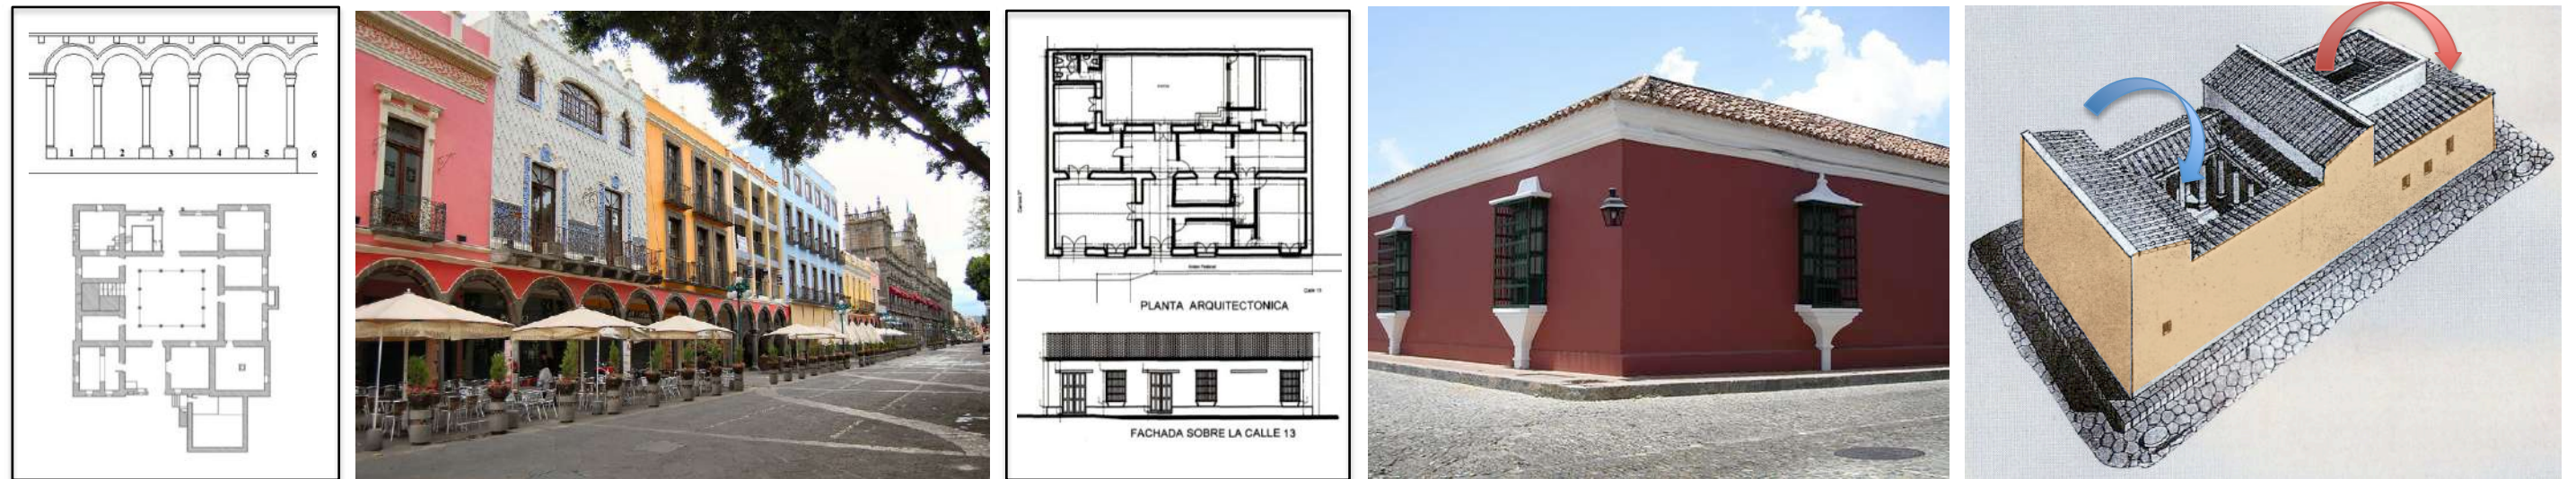 1 2 3 4 5 6
PLANTA ARQUITECTONICA
FACHADA SOBRE LA CALLE 13